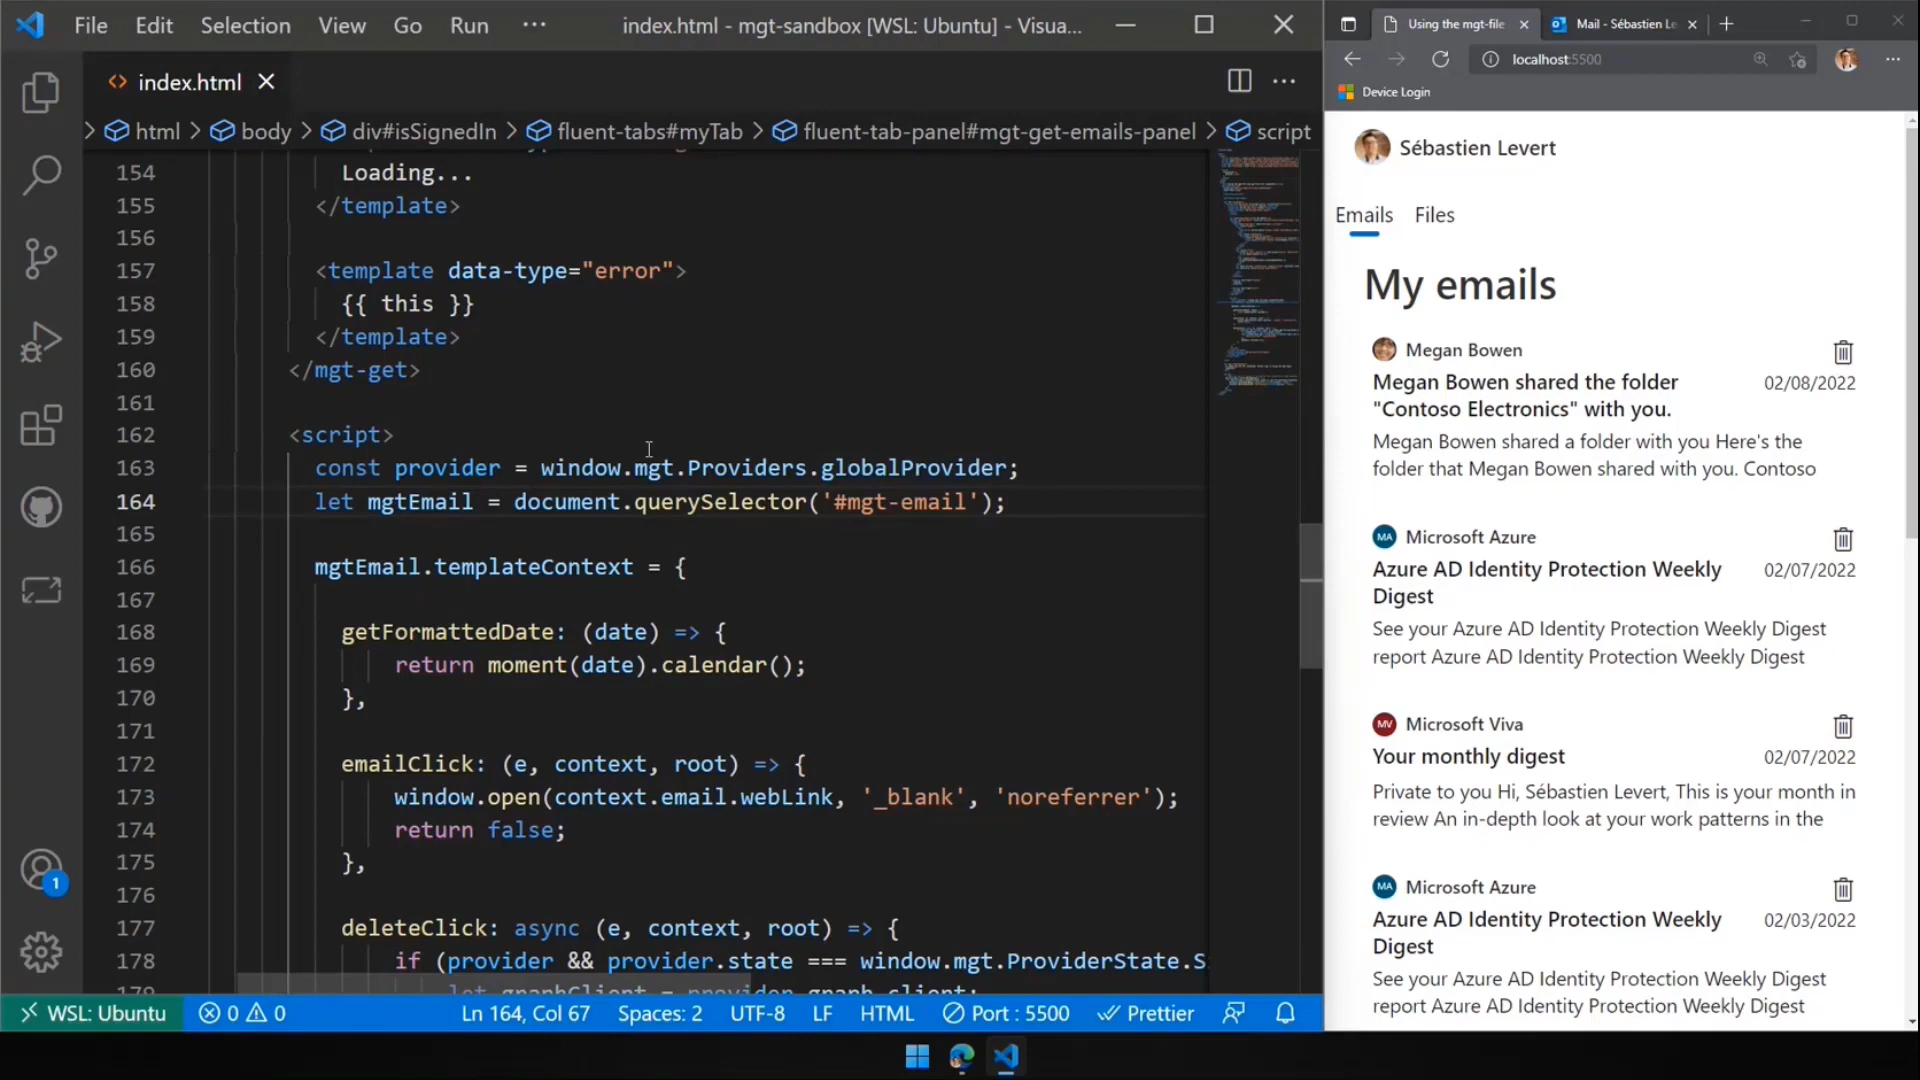 File Edit Selection View Go Run ··· index.html - mgt-sandbox [WSL: Ubuntu] - Visua...
index.html
html > body > div#isSignedIn > fluent-tabs#myTab > fluent-tab-panel#mgt-get-emails-panel > script
154 Loading...
155 </template>
156
157 <template data-type="error">
158 {{ this }}
159 </template>
160 </mgt-get>
161
162 <script>
163 const provider = window.mgt.Providers.globalProvider;
164 let mgtEmail = document.querySelector('#mgt-email');
165
166 mgtEmail.templateContext = {
167
168 getFormattedDate: (date) => {
169 return moment(date).calendar();
170 },
171
172 emailClick: (e, context, root) => {
173 window.open(context.email.webLink, '_blank', 'noreferrer');
174 return false;
175 },
176
177 deleteClick: async (e, context, root) => {
178 if (provider && provider.state === window.mgt.ProviderState.S
179 let graphClient = provider.graph.client;
1
WSL: Ubuntu 0 0 Ln 164, Col 67 Spaces: 2 UTF-8 LF HTML Port : 5500 Prettier
Using the mgt-file Mail - Sébastien Le
localhost:5500
Device Login
Sébastien Levert
Emails Files
My emails
Megan Bowen
Megan Bowen shared the folder 02/08/2022
"Contoso Electronics" with you.
Megan Bowen shared a folder with you Here's the
folder that Megan Bowen shared with you. Contoso
MA Microsoft Azure
Azure AD Identity Protection Weekly 02/07/2022
Digest
See your Azure AD Identity Protection Weekly Digest
report Azure AD Identity Protection Weekly Digest
MV Microsoft Viva
Your monthly digest 02/07/2022
Private to you Hi, Sébastien Levert, This is your month in
review An in-depth look at your work patterns in the
MA Microsoft Azure
Azure AD Identity Protection Weekly 02/03/2022
Digest
See your Azure AD Identity Protection Weekly Digest
report Azure AD Identity Protection Weekly Digest